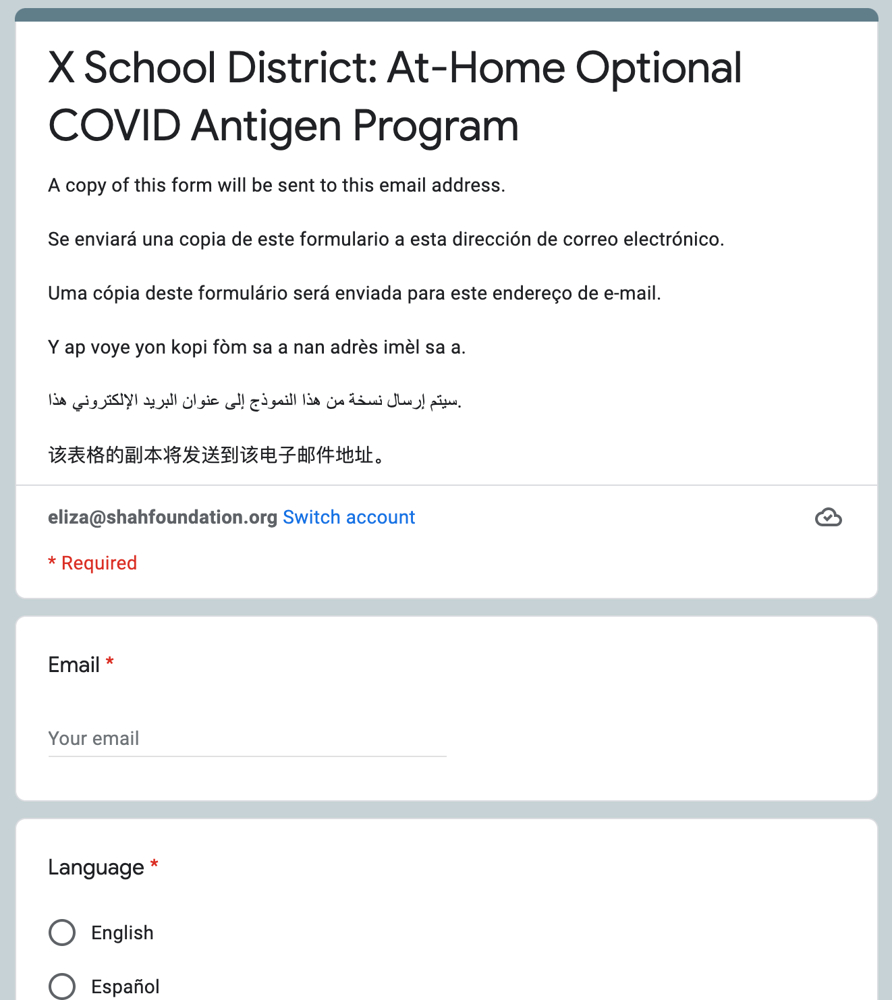 X School District: At-Home Optional
COVID Antigen Program
A copy of this form will be sent to this email address.
Se enviará una copia de este formulario a esta dirección de correo electrónico.
Uma cópia deste formulário será enviada para este endereço de e-mail.
Y ap voye yon kopi fòm sa a nan adrès imèl sa a.
سيتم إرسال نسخة من هذا النموذج إلى عنوان البريد الإلكتروني هذا.
该表格的副本将发送到该电子邮件地址。
eliza@shahfoundation.org Switch account
* Required
Email *
Your email
Language *
English
Español